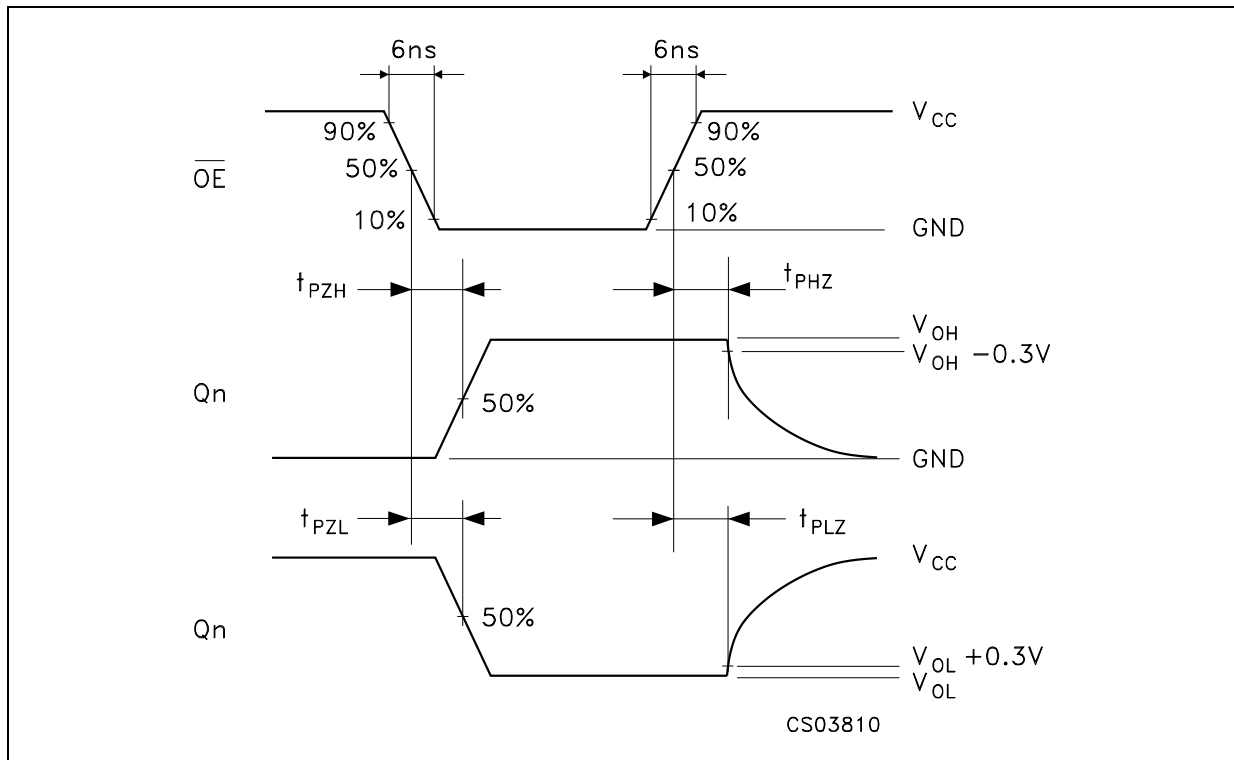 6ns 6ns
V_CC
90% 90%
OE 50% 50%
10% 10%
GND
t_PZH t_PHZ
V_OH
V_OH −0.3V
Qn 50%
GND
t_PZL t_PLZ
V_CC
50%
Qn
V_OL +0.3V
V_OL
CS03810